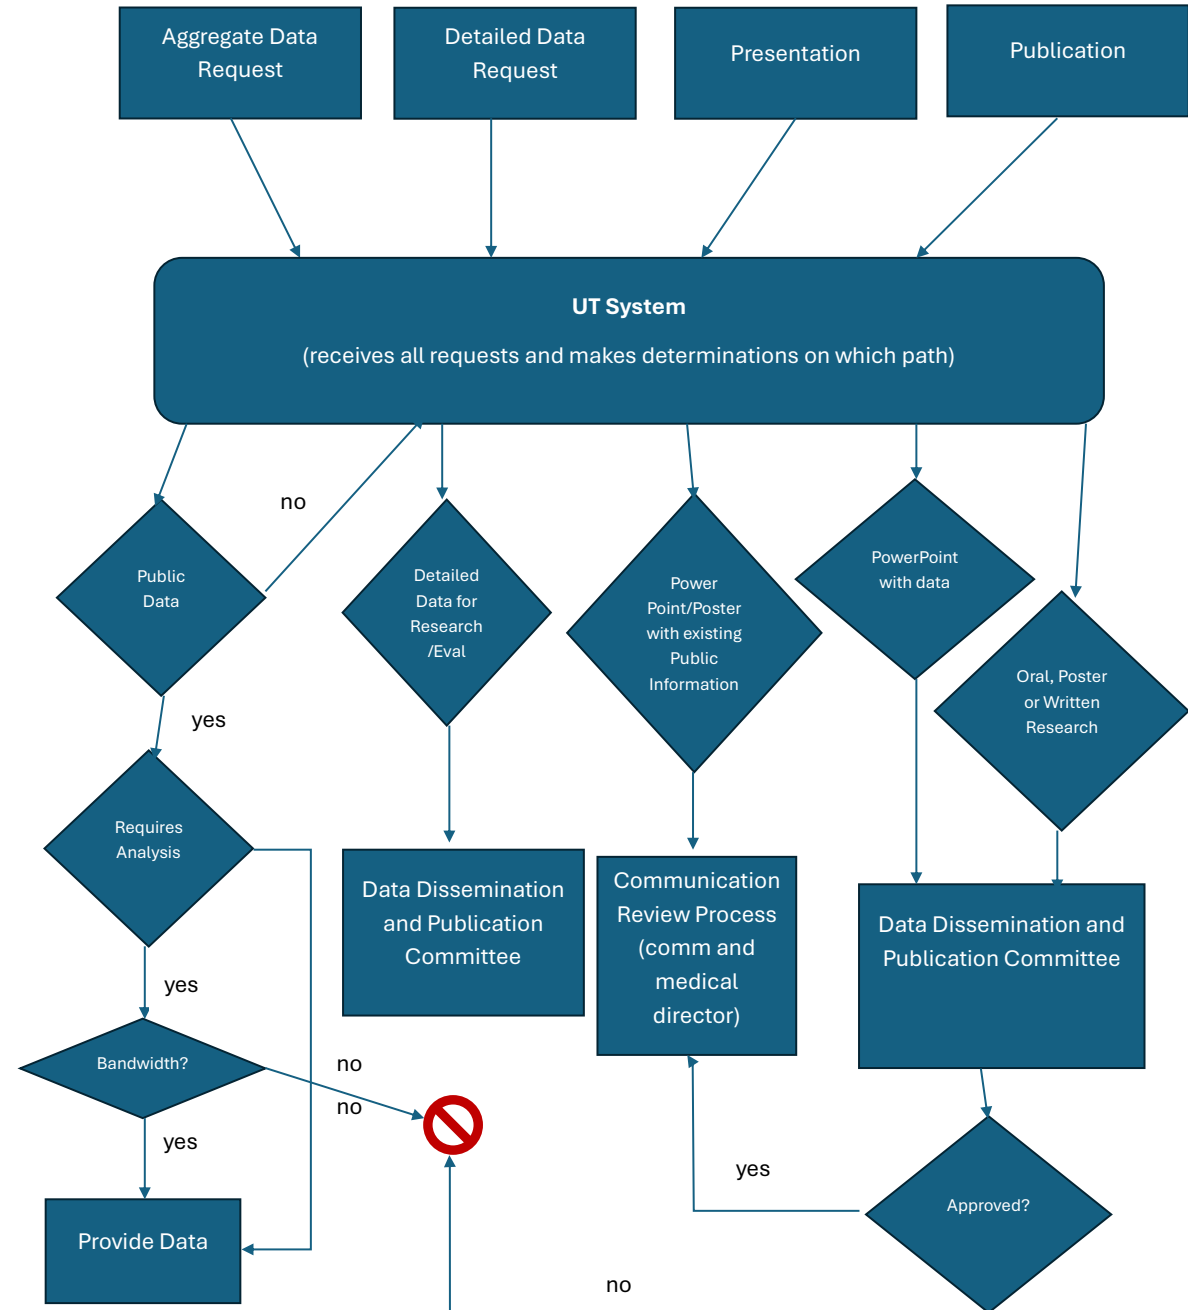 Aggregate Data
Request
Detailed Data
Request
Presentation
Publication
UT System
(receives all requests and makes determinations on which path)
no
Public
Data
Detailed
Data for
Research
/Eval
Power
Point/Poster
with existing
Public
Information
PowerPoint
with data
Oral, Poster
or Written
Research
yes
Requires
Analysis
Data Dissemination
and Publication
Committee
Communication
Review Process
(comm and
medical
director)
Data Dissemination and
Publication Committee
yes
Bandwidth?
no
no
yes
yes
Approved?
Provide Data
no